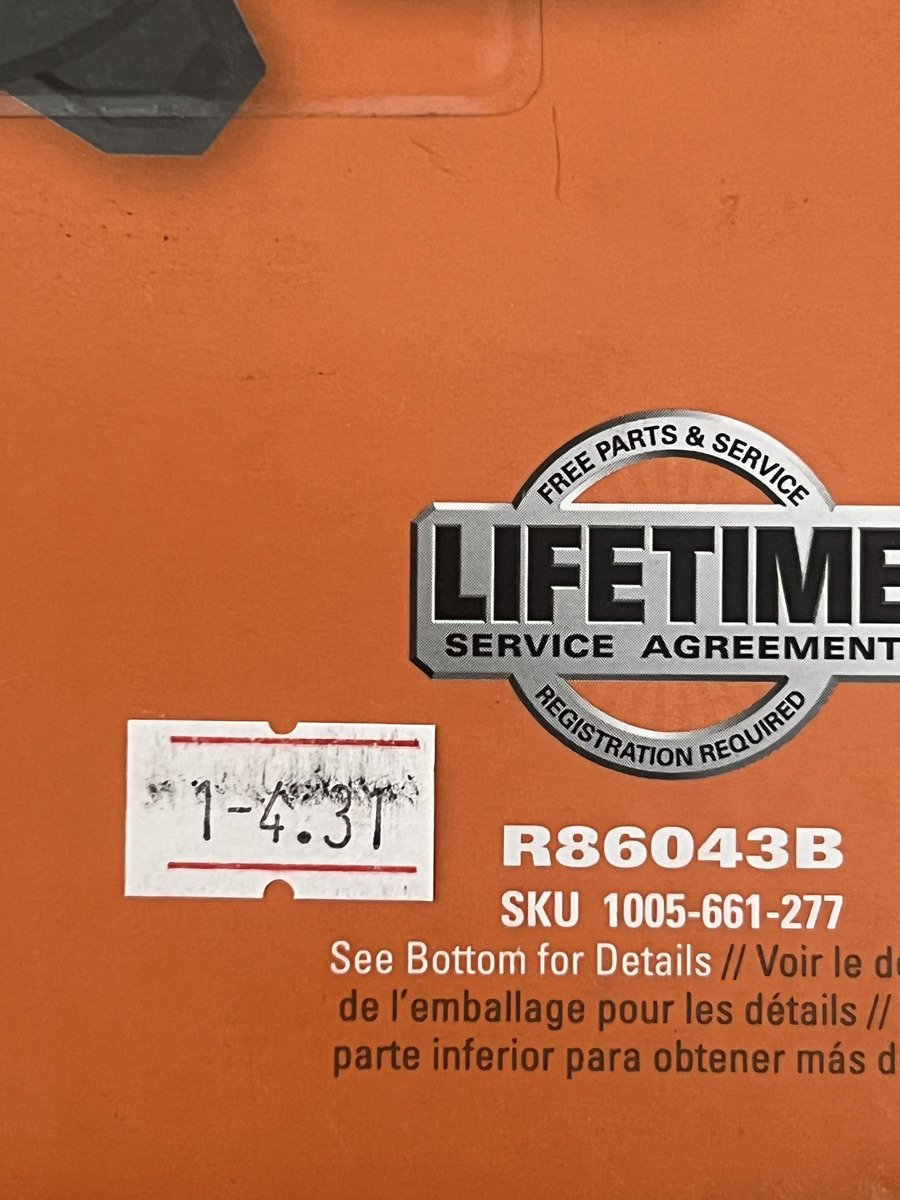 FREE PARTS & SERVICE
LIFETIME
SERVICE AGREEMENT
REGISTRATION REQUIRED
1-4.31
R86043B
SKU 1005-661-277
See Bottom for Details // Voir le
de l'emballage pour les détails //
parte inferior para obtener más